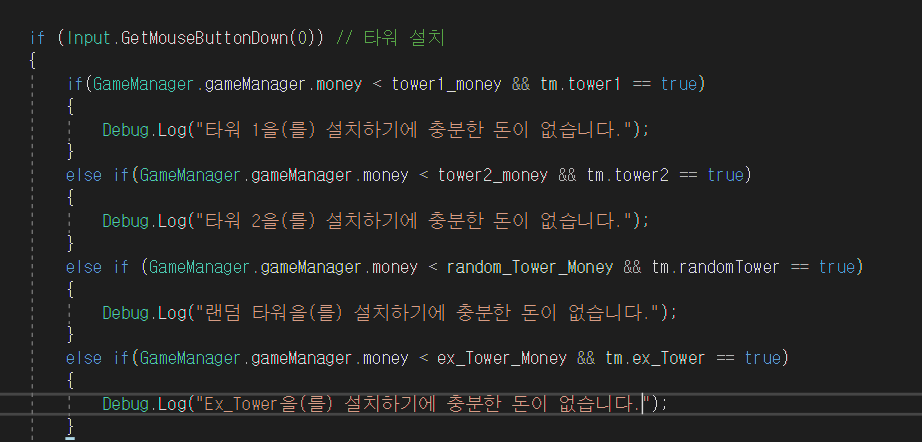 if (Input.GetMouseButtonDown(0)) // 타워 설치
{
if(GameManager.gameManager.money < tower1_money && tm.tower1 == true)
{
Debug.Log("타워 1을(를) 설치하기에 충분한 돈이 없습니다.");
}
else if(GameManager.gameManager.money < tower2_money && tm.tower2 == true)
{
Debug.Log("타워 2을(를) 설치하기에 충분한 돈이 없습니다.");
}
else if (GameManager.gameManager.money < random_Tower_Money && tm.randomTower == true)
{
Debug.Log("랜덤 타워을(를) 설치하기에 충분한 돈이 없습니다.");
}
else if(GameManager.gameManager.money < ex_Tower_Money && tm.ex_Tower == true)
{
Debug.Log("Ex_Tower을(를) 설치하기에 충분한 돈이 없습니다.");
}